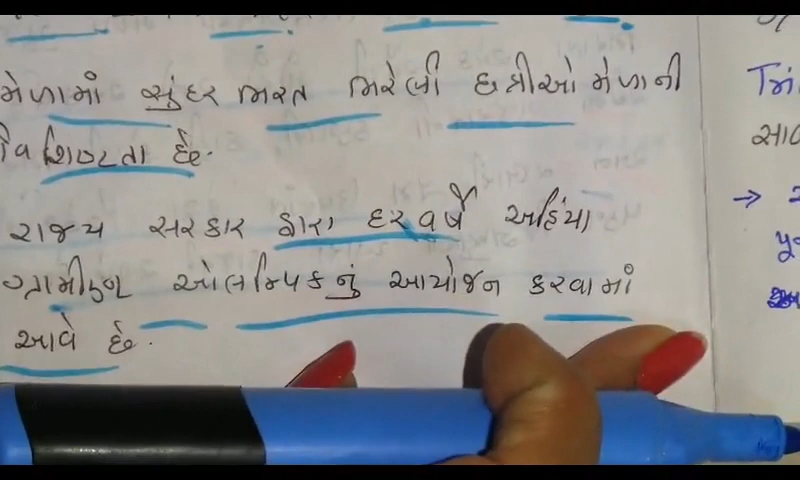 મેળામાં સુંદર ભરત ભરેલી છત્રીઓ મેળાની
વિશિષ્ટતા છે.
રાજ્ય સરકાર દ્વારા દર વર્ષે અહિંયા
ગ્રામીણ ઓલમ્પિકનું આયોજન કરવામાં
આવે છે.